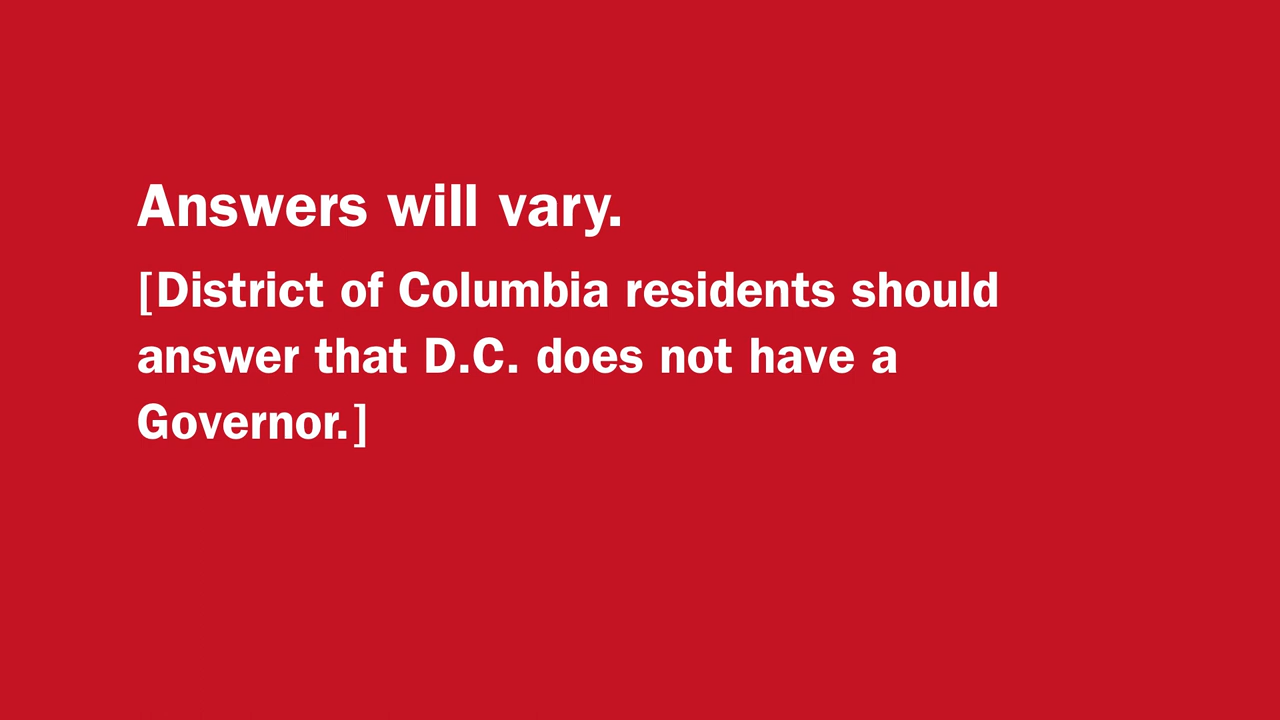 Answers will vary.
[District of Columbia residents should
answer that D.C. does not have a
Governor.]